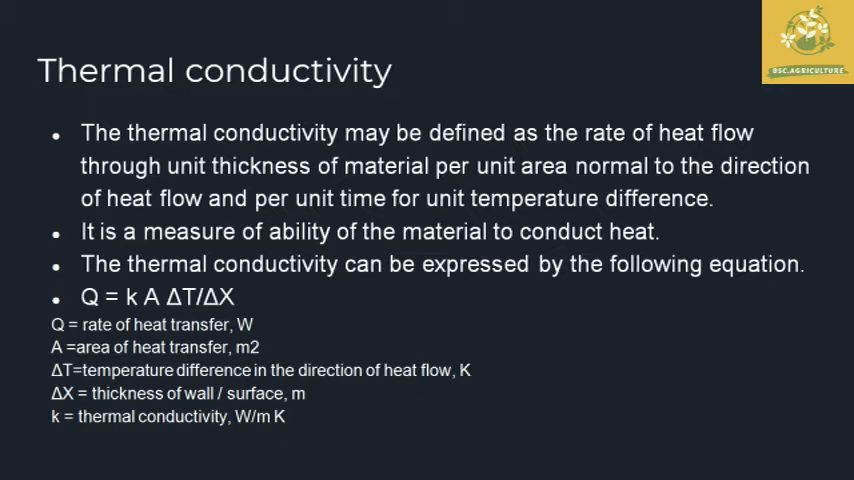 BSC.AGRICULTURE
Thermal conductivity
• The thermal conductivity may be defined as the rate of heat flow
through unit thickness of material per unit area normal to the direction
of heat flow and per unit time for unit temperature difference.
• It is a measure of ability of the material to conduct heat.
• The thermal conductivity can be expressed by the following equation.
• Q = k A ΔT/ΔX
Q = rate of heat transfer, W
A =area of heat transfer, m2
ΔT=temperature difference in the direction of heat flow, K
ΔX = thickness of wall / surface, m
k = thermal conductivity, W/m K